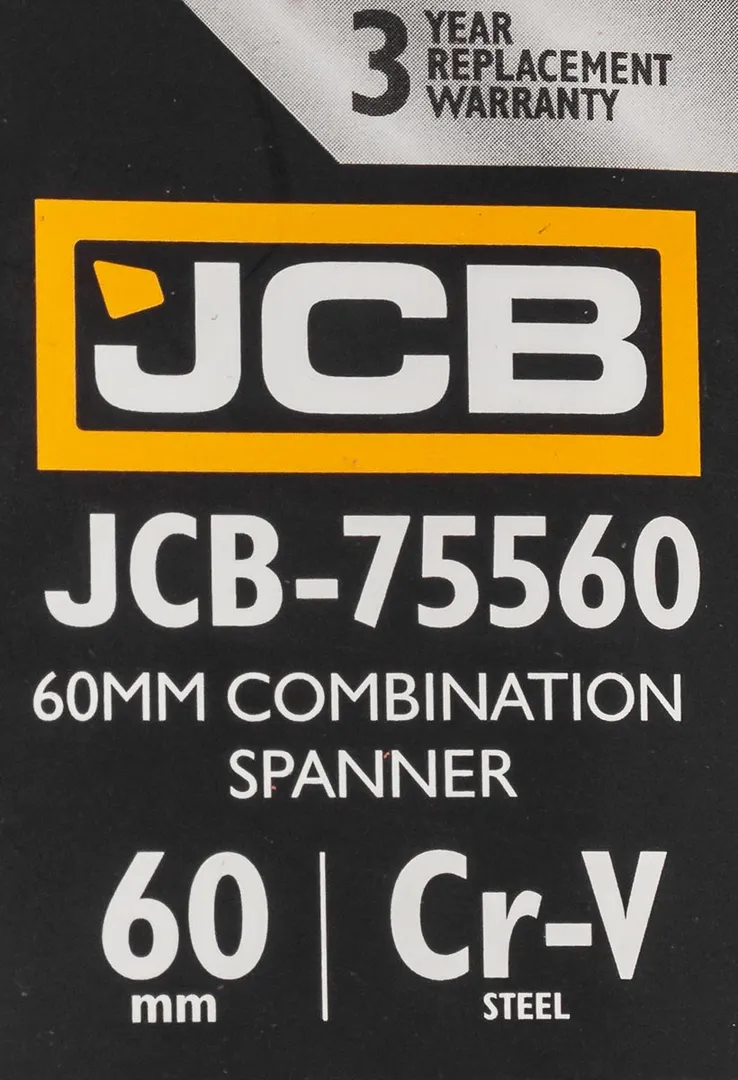 3 YEAR
REPLACEMENT
WARRANTY
JCB
JCB-75560
60MM COMBINATION
SPANNER
60 Cr-V
mm STEEL